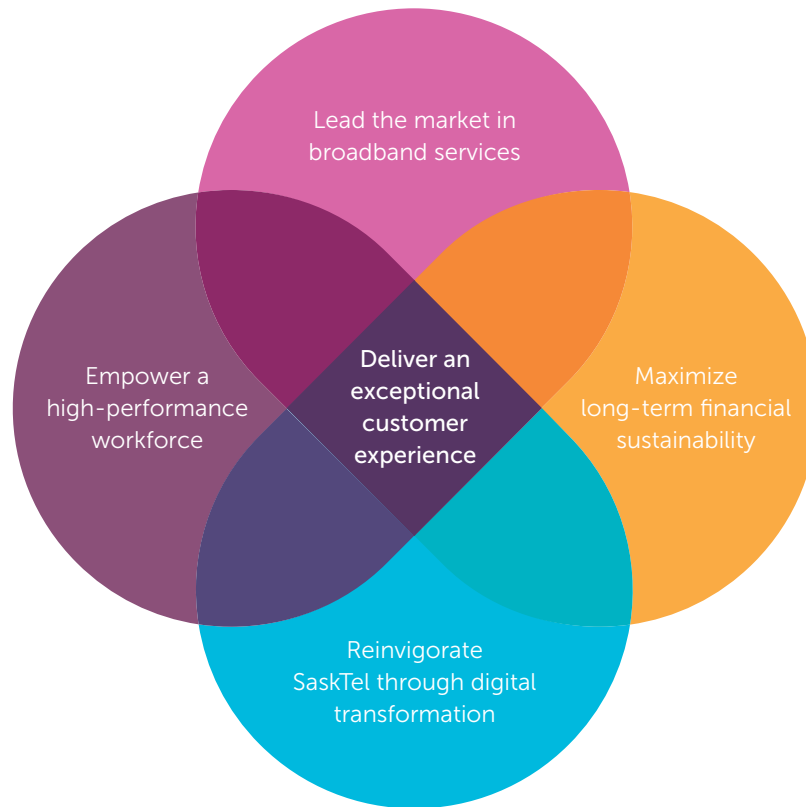 Lead the market in
broadband services
Empower a
high-performance
workforce
Deliver an
exceptional
customer
experience
Maximize
long-term financial
sustainability
Reinvigorate
SaskTel through digital
transformation